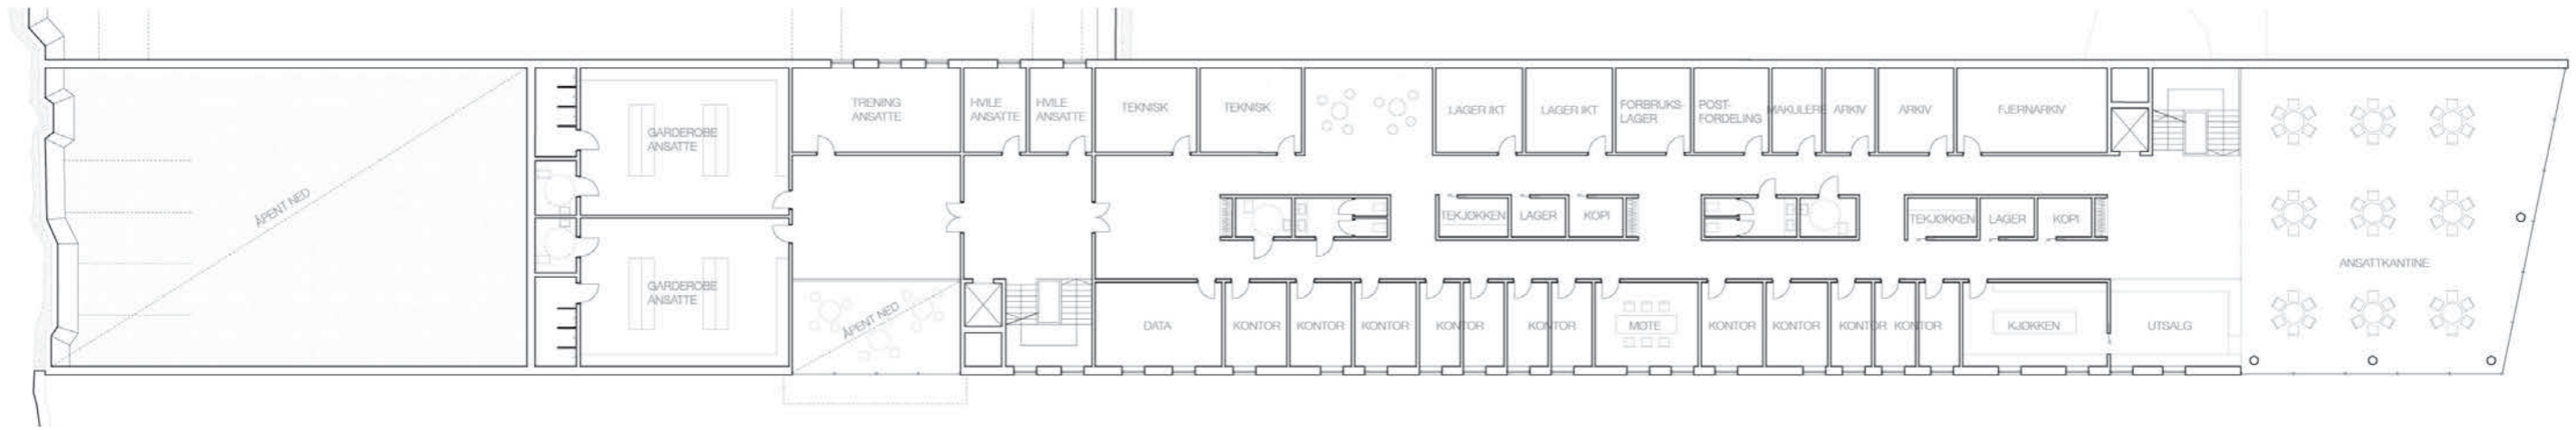 TRENING
ANSATTE
HVILE
ANSATTE
HVILE
ANSATTE
TEKNISK
TEKNISK
LAGER IKT
LAGER IKT
FORBRUKS-
LAGER
POST-
FORDELING
MAKULERE
ARKIV
ARKIV
FJERNARKIV
GARDEROBE
ANSATTE
ÅPENT NED
TEKJØKKEN
LAGER
KOPI
TEKJØKKEN
LAGER
KOPI
ANSATTKANTINE
GARDEROBE
ANSATTE
ÅPENT NED
DATA
KONTOR
KONTOR
KONTOR
KONTOR
KONTOR
MØTE
KONTOR
KONTOR
KONTOR
KONTOR
KJØKKEN
UTSALG